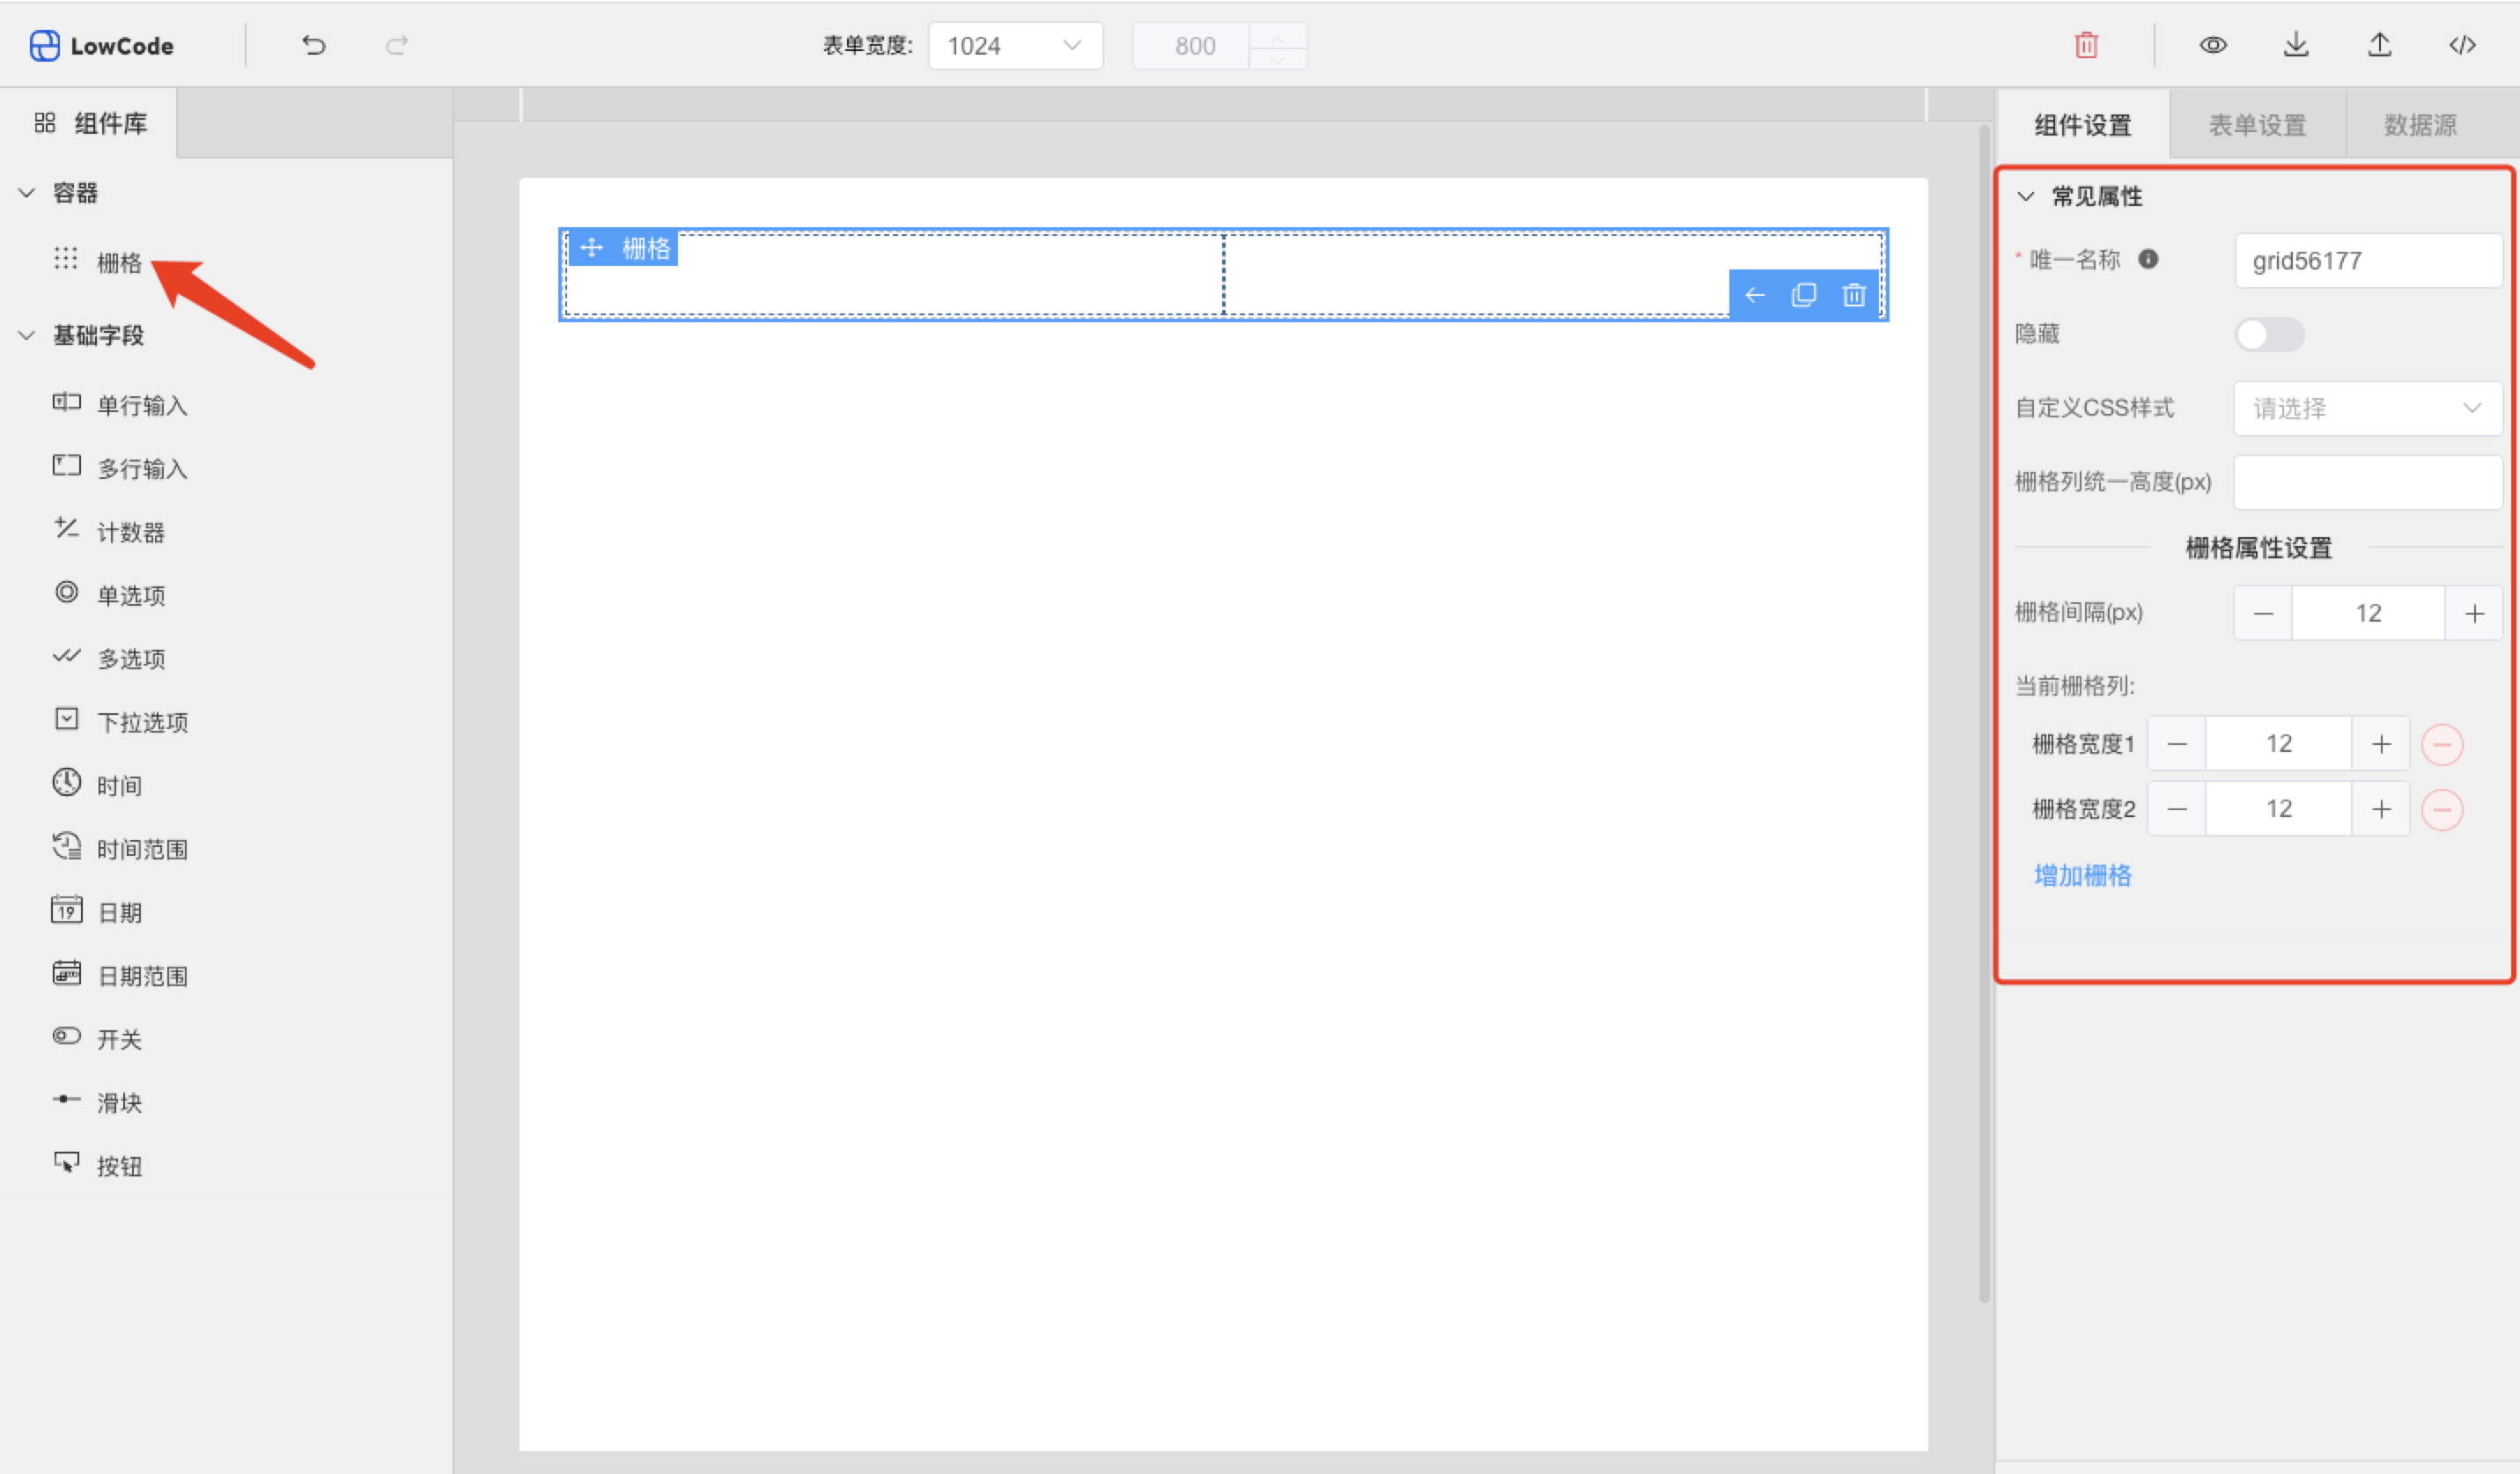 LowCode
表单宽度:
1024
800
组件库
容器
栅格
基础字段
单行输入
多行输入
计数器
单选项
多选项
下拉选项
时间
时间范围
19
日期
日期范围
开关
滑块
按钮
栅格
组件设置
表单设置
数据源
常见属性
* 唯一名称
grid56177
隐藏
自定义CSS样式
请选择
栅格列统一高度(px)
栅格属性设置
栅格间隔(px)
12
当前栅格列:
栅格宽度1
12
栅格宽度2
12
增加栅格